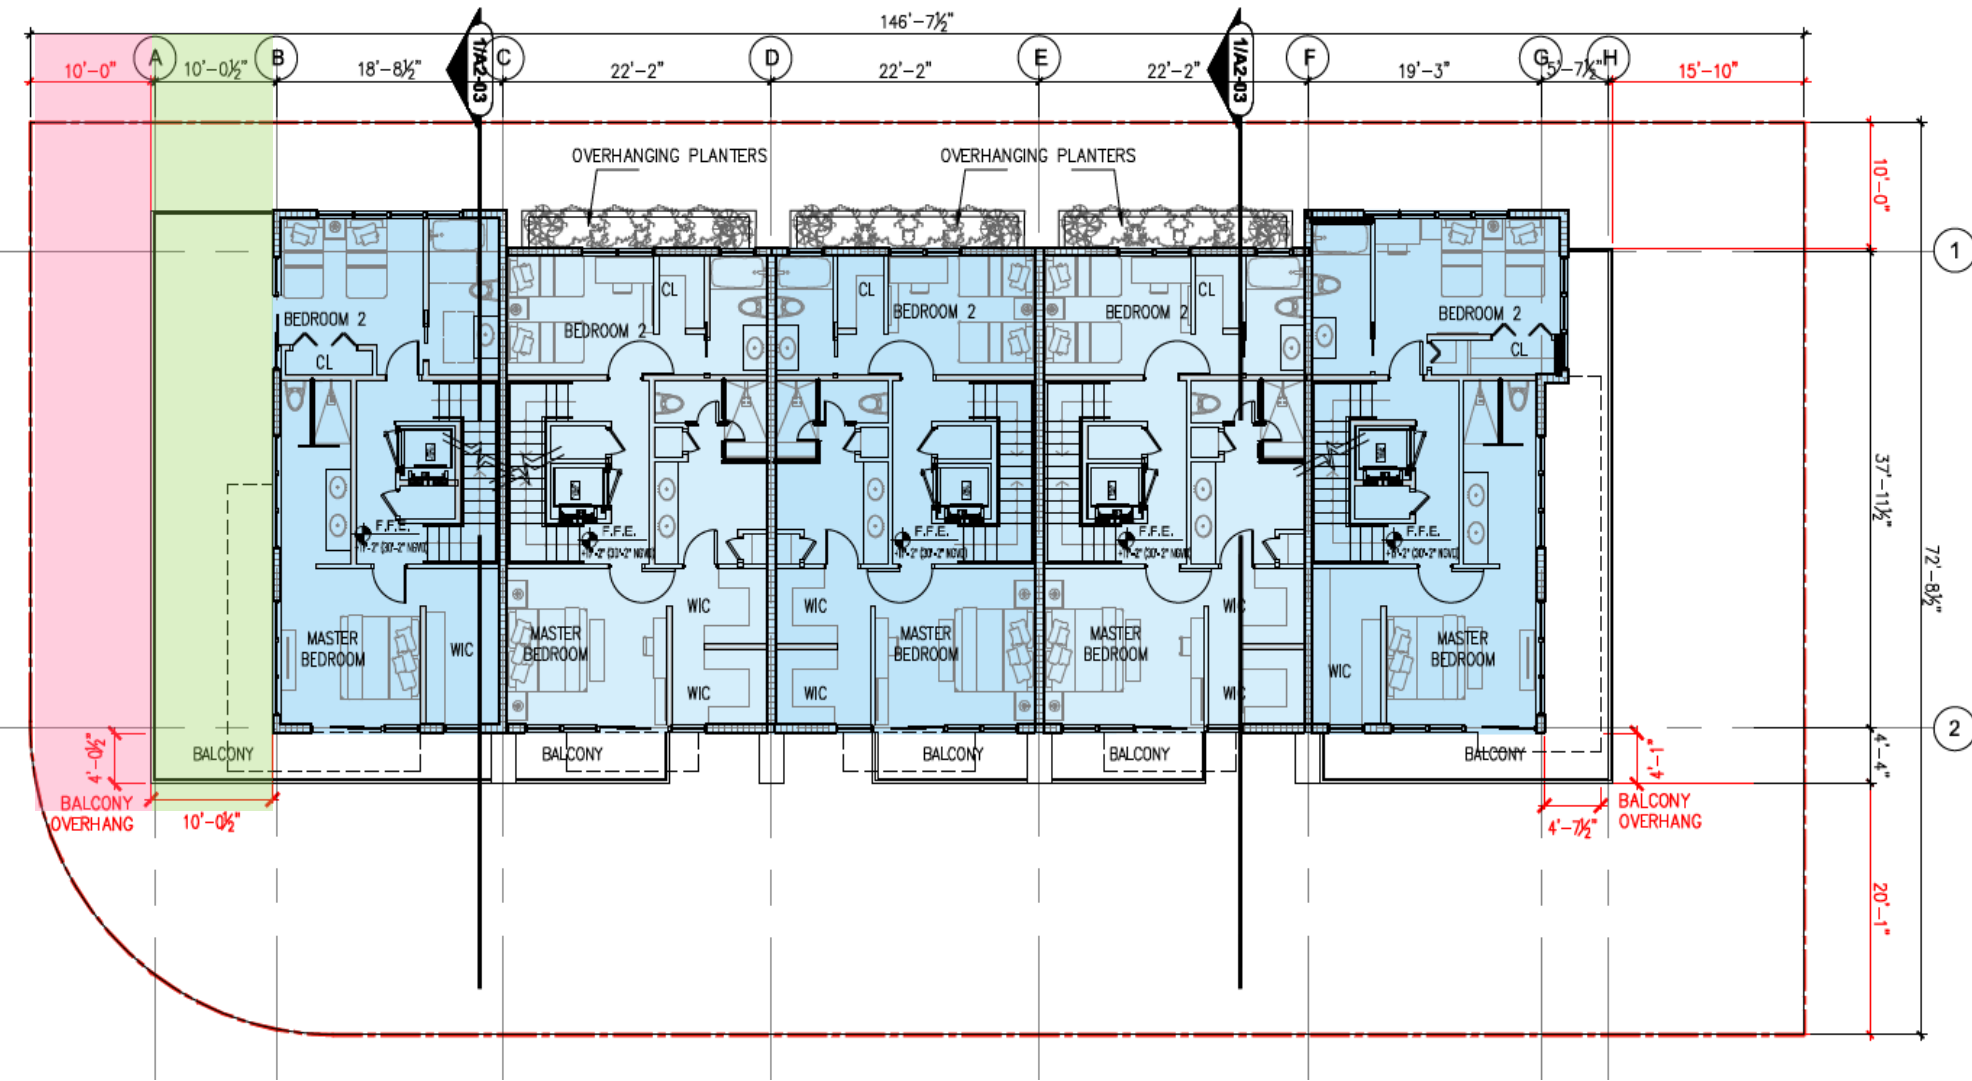 146'-7½"
A
B
C
D
E
F
G
H
1/A2-03
1/A2-03
10'-0"
10'-0½"
18'-8½"
22'-2"
22'-2"
22'-2"
19'-3"
5'-7½"
15'-10"
OVERHANGING PLANTERS
OVERHANGING PLANTERS
10'-0"
1
BEDROOM 2
CL
BEDROOM 2
CL
CL
BEDROOM 2
BEDROOM 2
CL
BEDROOM 2
CL
37'-11½"
72'-8½"
F.F.E.
F.F.E.
F.F.E.
F.F.E.
F.F.E.
MASTER
BEDROOM
WIC
MASTER
BEDROOM
WIC
WIC
WIC
WIC
MASTER
BEDROOM
MASTER
BEDROOM
WIC
WIC
WIC
MASTER
BEDROOM
2
4'-0½"
BALCONY
BALCONY
BALCONY
BALCONY
BALCONY
4'-1"
4'-4"
BALCONY
OVERHANG
10'-0½"
4'-7½"
BALCONY
OVERHANG
20'-1"